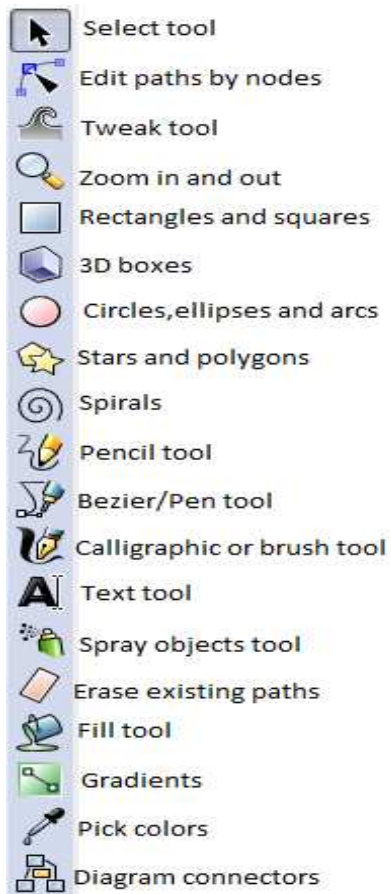 Select tool
Edit paths by nodes
Tweak tool
Zoom in and out
Rectangles and squares
3D boxes
Circles,ellipses and arcs
Stars and polygons
Spirals
Pencil tool
Bezier/Pen tool
Calligraphic or brush tool
Text tool
Spray objects tool
Erase existing paths
Fill tool
Gradients
Pick colors
Diagram connectors